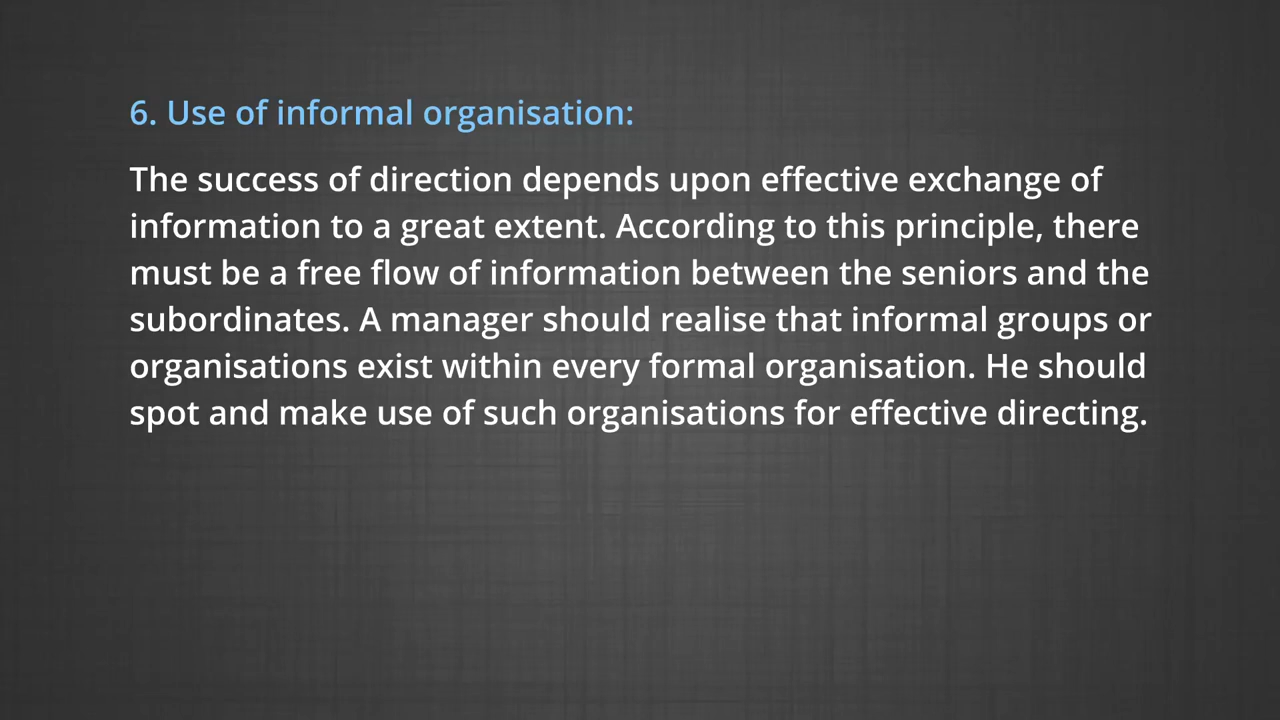 6. Use of informal organisation:
The success of direction depends upon effective exchange of
information to a great extent. According to this principle, there
must be a free flow of information between the seniors and the
subordinates. A manager should realise that informal groups or
organisations exist within every formal organisation. He should
spot and make use of such organisations for effective directing.